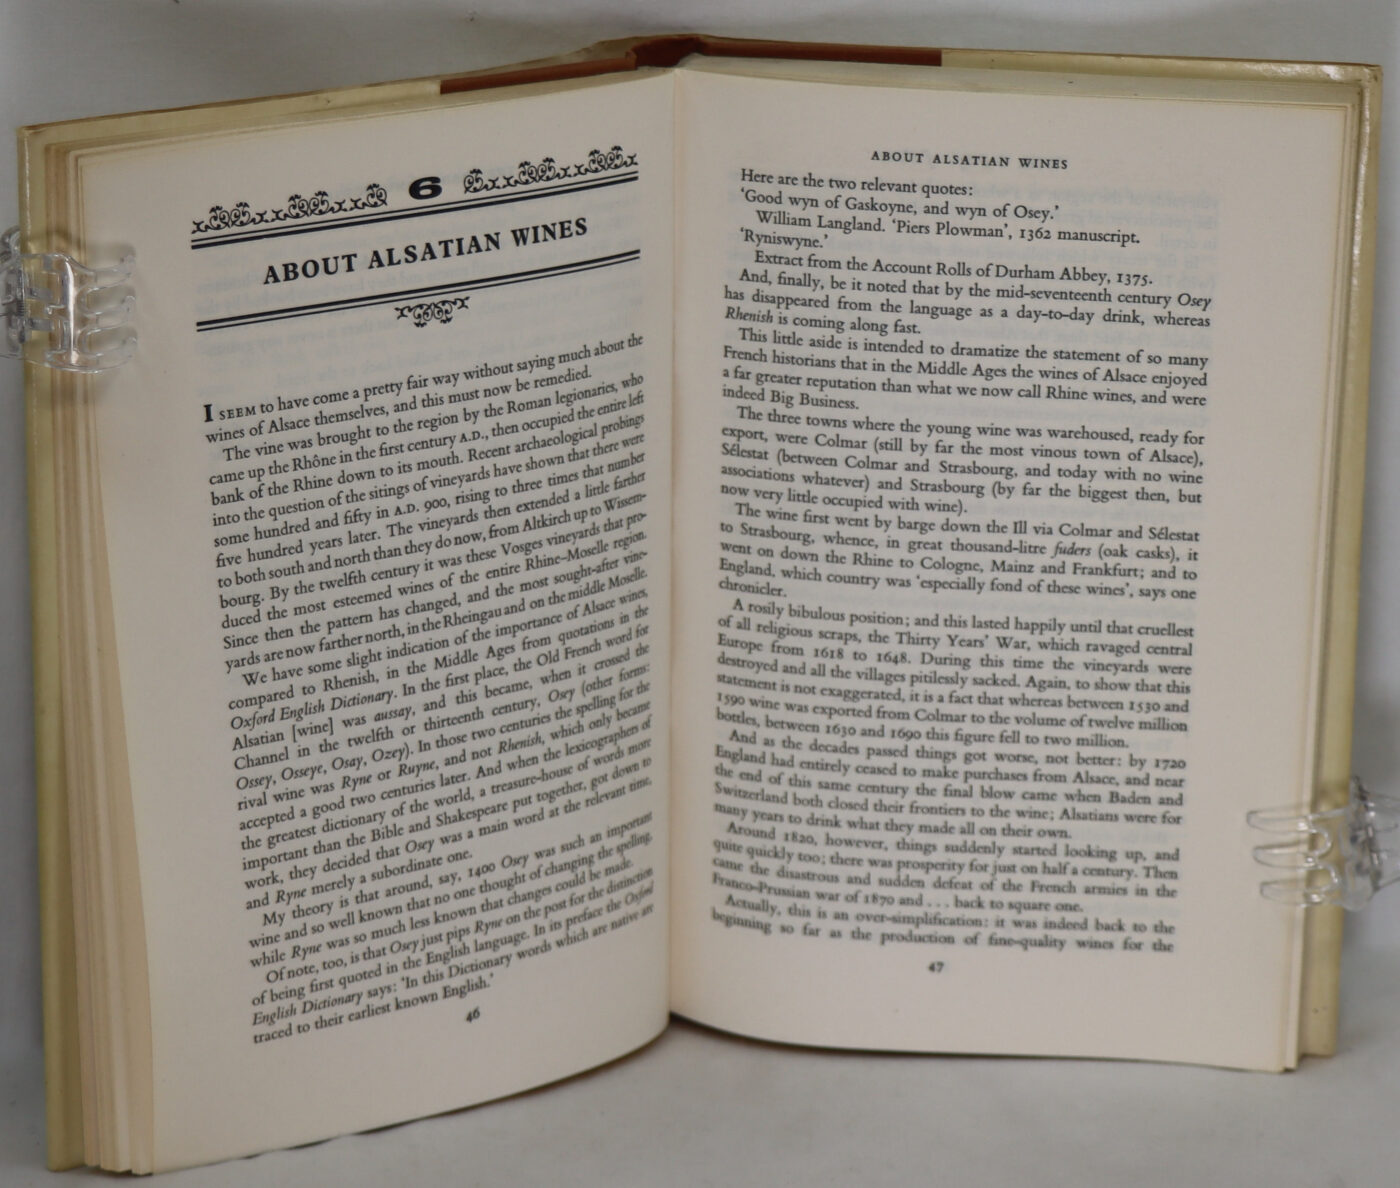 6
ABOUT ALSATIAN WINES
I SEEM to have come a pretty fair way without saying much about the
wines of Alsace themselves, and this must now be remedied.
The vine was brought to the region by the Roman legionaries, who
came up the Rhône in the first century A.D., then occupied the entire left
bank of the Rhine down to its mouth. Recent archaeological probings
into the question of the sitings of vineyards have shown that there were
some hundred and fifty in A.D. 900, rising to three times that number
five hundred years later. The vineyards then extended a little farther
to both south and north than they do now, from Altkirch up to Wissem-
bourg. By the twelfth century it was these Vosges vineyards that pro-
duced the most esteemed wines of the entire Rhine–Moselle region.
Since then the pattern has changed, and the most sought-after vine-
yards are now farther north, in the Rheingau and on the middle Moselle.
We have some slight indication of the importance of Alsace wines,
compared to Rhenish, in the Middle Ages from quotations in the
Oxford English Dictionary. In the first place, the Old French word for
Alsatian [wine] was aussay, and this became, when it crossed the
Channel in the twelfth or thirteenth century, Osey (other forms:
Ossey, Osseye, Osay, Ozey). In those two centuries the spelling for the
rival wine was Ryne or Ruyne, and not Rhenish, which only became
accepted a good two centuries later. And when the lexicographers of
the greatest dictionary of the world, a treasure-house of words more
important than the Bible and Shakespeare put together, got down to
work, they decided that Osey was a main word at the relevant time,
and Ryne merely a subordinate one.
My theory is that around, say, 1400 Osey was such an important
wine and so well known that no one thought of changing the spelling,
while Ryne was so much less known that changes could be made.
Of note, too, is that Osey just pips Ryne on the post for the distinction
of being first quoted in the English language. In its preface the Oxford
English Dictionary says: 'In this Dictionary words which are native are
traced to their earliest known English.'
46
ABOUT ALSATIAN WINES
Here are the two relevant quotes:
'Good wyn of Gaskoyne, and wyn of Osey.'
William Langland. 'Piers Plowman', 1362 manuscript.
'Ryniswyne.'
Extract from the Account Rolls of Durham Abbey, 1375.
And, finally, be it noted that by the mid-seventeenth century Osey
has disappeared from the language as a day-to-day drink, whereas
Rhenish is coming along fast.
This little aside is intended to dramatize the statement of so many
French historians that in the Middle Ages the wines of Alsace enjoyed
a far greater reputation than what we now call Rhine wines, and were
indeed Big Business.
The three towns where the young wine was warehoused, ready for
export, were Colmar (still by far the most vinous town of Alsace),
Sélestat (between Colmar and Strasbourg, and today with no wine
associations whatever) and Strasbourg (by far the biggest then, but
now very little occupied with wine).
The wine first went by barge down the Ill via Colmar and Sélestat
to Strasbourg, whence, in great thousand-litre fuders (oak casks), it
went on down the Rhine to Cologne, Mainz and Frankfurt; and to
England, which country was 'especially fond of these wines', says one
chronicler.
A rosily bibulous position; and this lasted happily until that cruellest
of all religious scraps, the Thirty Years' War, which ravaged central
Europe from 1618 to 1648. During this time the vineyards were
destroyed and all the villages pitilessly sacked. Again, to show that this
statement is not exaggerated, it is a fact that whereas between 1530 and
1590 wine was exported from Colmar to the volume of twelve million
bottles, between 1630 and 1690 this figure fell to two million.
And as the decades passed things got worse, not better: by 1720
England had entirely ceased to make purchases from Alsace, and near
the end of this same century the final blow came when Baden and
Switzerland both closed their frontiers to the wine; Alsatians were for
many years to drink what they made all on their own.
Around 1820, however, things suddenly started looking up, and
quite quickly too; there was prosperity for just on half a century. Then
came the disastrous and sudden defeat of the French armies in the
Franco-Prussian war of 1870 and . . . back to square one.
Actually, this is an over-simplification: it was indeed back to the
beginning so far as the production of fine-quality wines for the
47